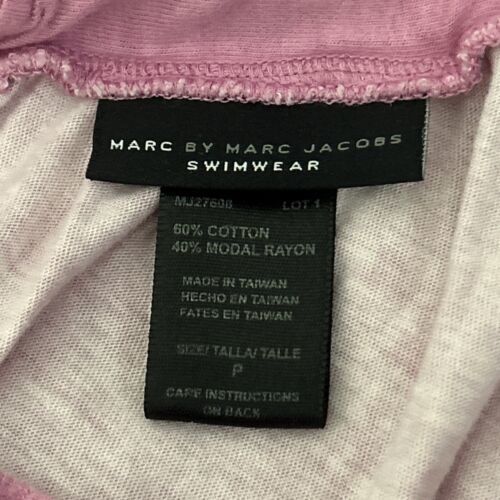 MARC BY MARC JACOBS
SWIMWEAR
MJ27608 LOT 1
60% COTTON
40% MODAL RAYON
MADE IN TAIWAN
HECHO EN TAIWAN
FATES EN TAIWAN
SIZE/ TALLA/ TALLE
P
CARE INSTRUCTIONS
ON BACK